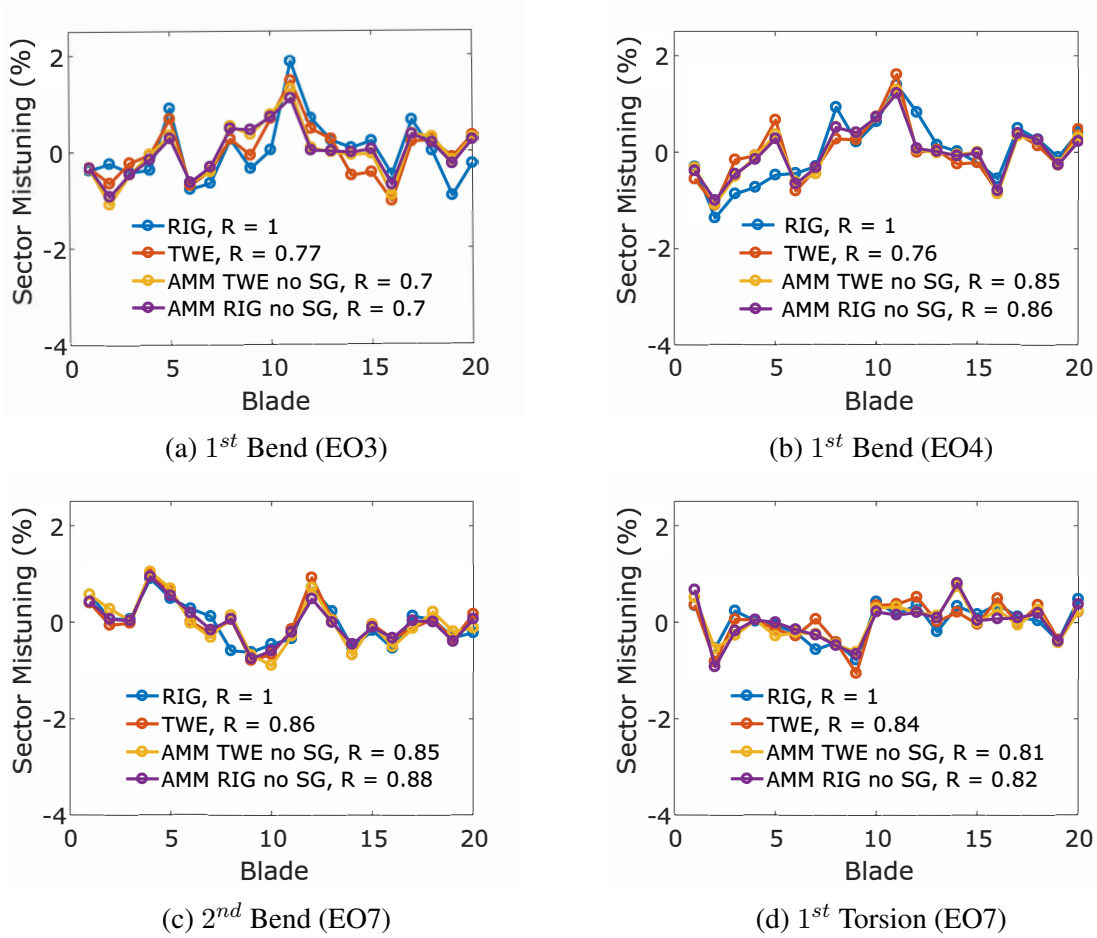 Sector Mistuning (%)
2
0
-2
-4
RIG, R = 1
TWE, R = 0.77
AMM TWE no SG, R = 0.7
AMM RIG no SG, R = 0.7
0 5 10 15 20
Blade
(a) 1st Bend (EO3)
Sector Mistuning (%)
2
0
-2
-4
RIG, R = 1
TWE, R = 0.76
AMM TWE no SG, R = 0.85
AMM RIG no SG, R = 0.86
0 5 10 15 20
Blade
(b) 1st Bend (EO4)
Sector Mistuning (%)
2
0
-2
-4
RIG, R = 1
TWE, R = 0.86
AMM TWE no SG, R = 0.85
AMM RIG no SG, R = 0.88
0 5 10 15 20
Blade
(c) 2nd Bend (EO7)
Sector Mistuning (%)
2
0
-2
-4
RIG, R = 1
TWE, R = 0.84
AMM TWE no SG, R = 0.81
AMM RIG no SG, R = 0.82
0 5 10 15 20
Blade
(d) 1st Torsion (EO7)